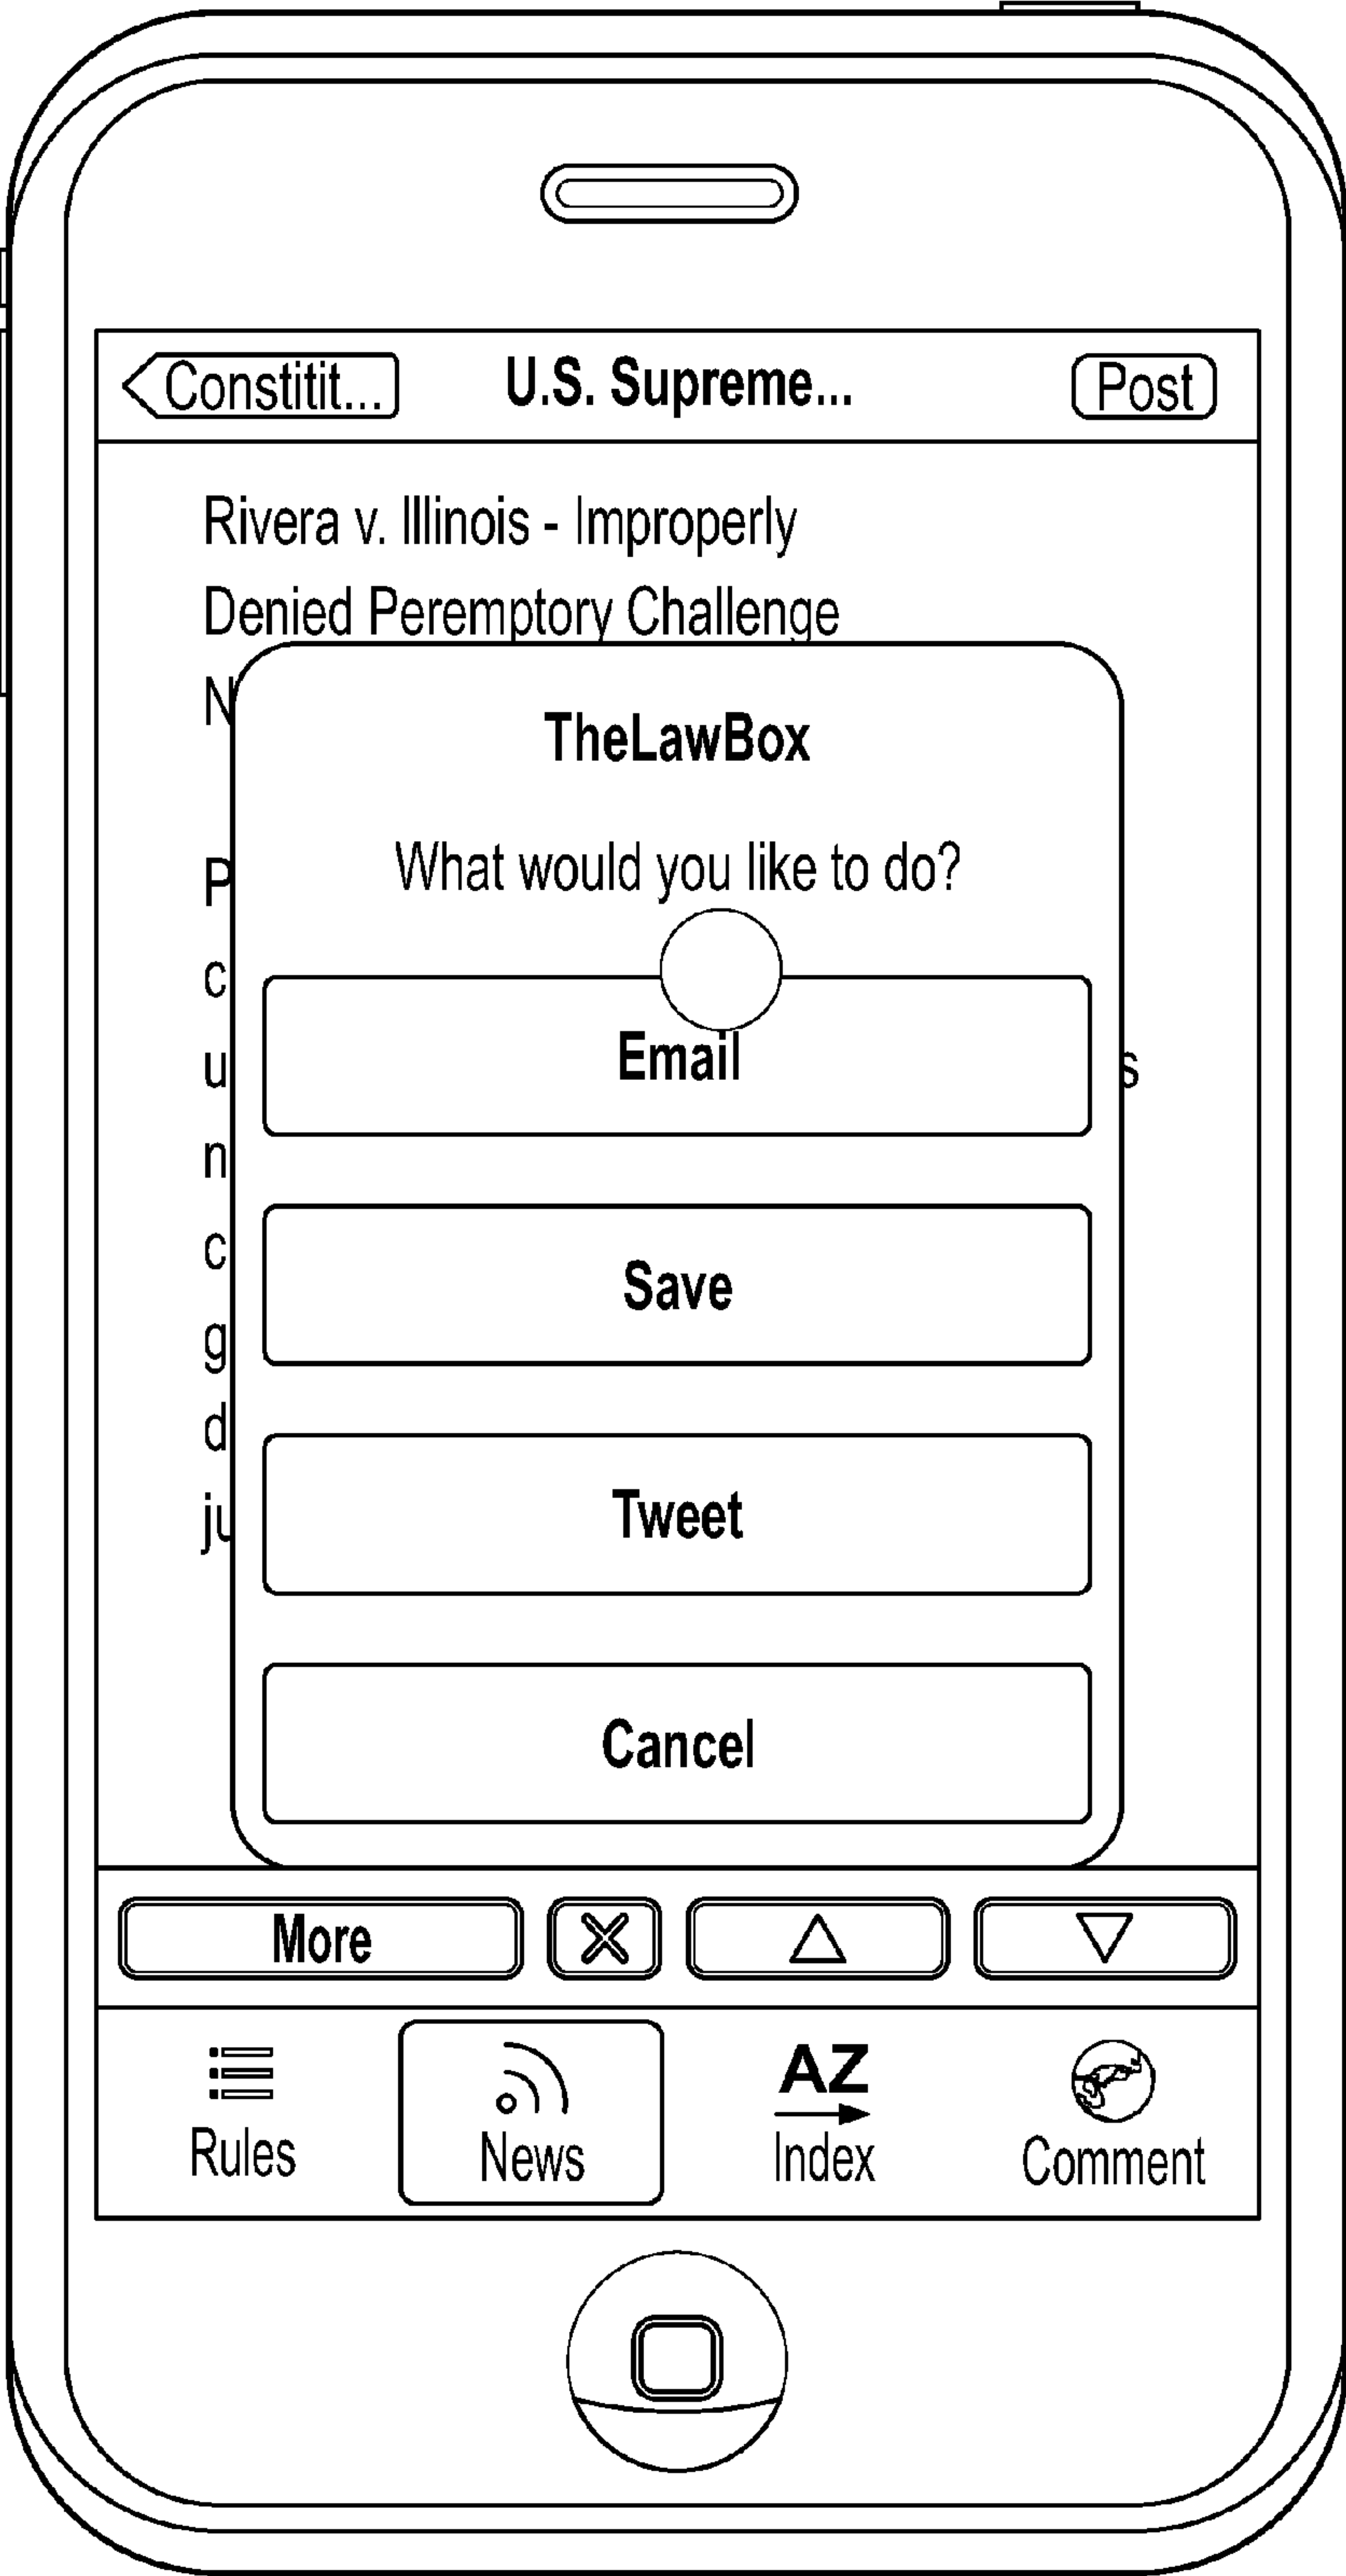 Constitit... U.S. Supreme... Post
Rivera v. Illinois - Improperly
Denied Peremptory Challenge
N
TheLawBox
P
What would you like to do?
c
Email
u
s
n
c
Save
g
d
Tweet
ju
Cancel
More
AZ
Rules News Index Comment